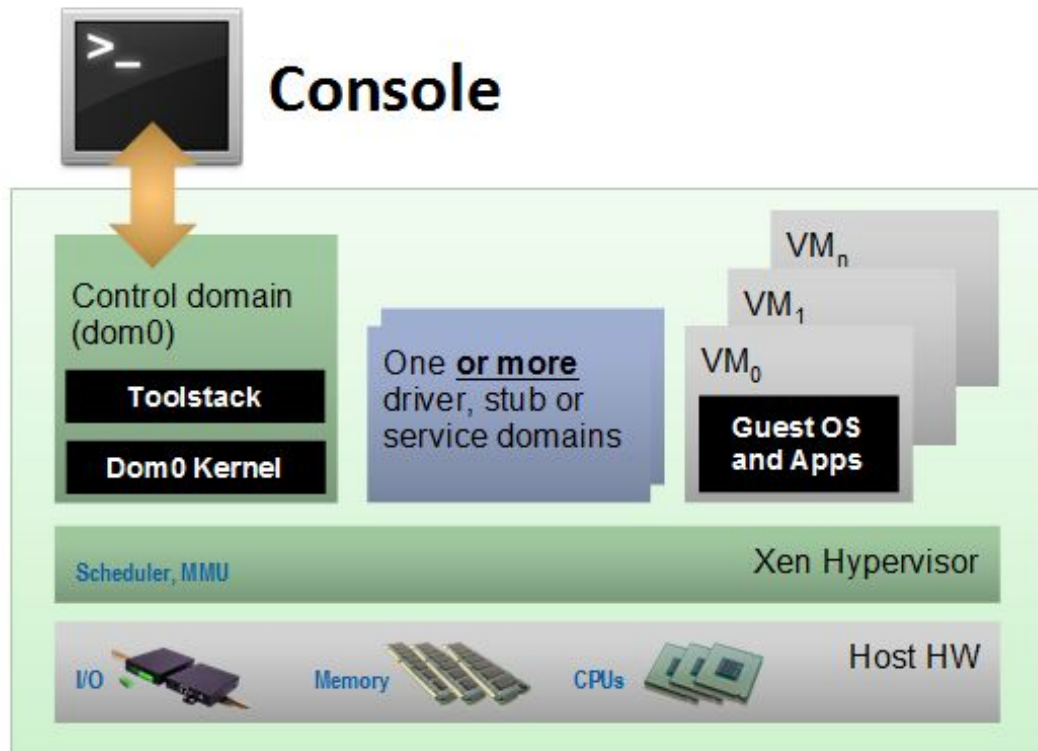 >_
Console
Control domain
(dom0)
Toolstack
Dom0 Kernel
One or more
driver, stub or
service domains
VMn
VM1
VM0
Guest OS
and Apps
Scheduler, MMU
Xen Hypervisor
I/O
Memory
CPUs
Host HW